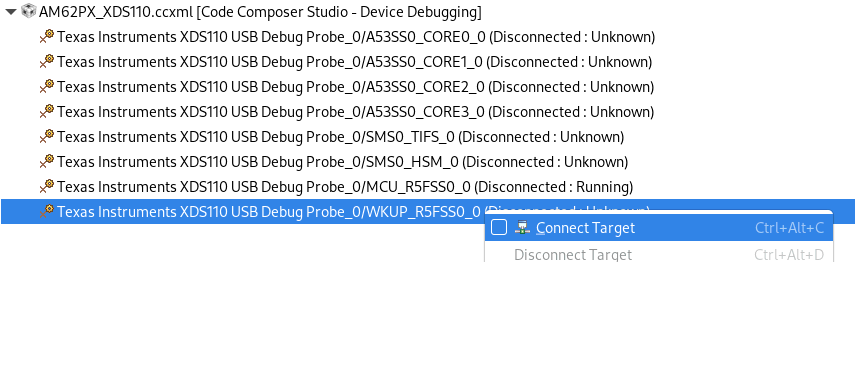 AM62PX_XDS110.ccxml [Code Composer Studio - Device Debugging]
Texas Instruments XDS110 USB Debug Probe_0/A53SS0_CORE0_0 (Disconnected : Unknown)
Texas Instruments XDS110 USB Debug Probe_0/A53SS0_CORE1_0 (Disconnected : Unknown)
Texas Instruments XDS110 USB Debug Probe_0/A53SS0_CORE2_0 (Disconnected : Unknown)
Texas Instruments XDS110 USB Debug Probe_0/A53SS0_CORE3_0 (Disconnected : Unknown)
Texas Instruments XDS110 USB Debug Probe_0/SMS0_TIFS_0 (Disconnected : Unknown)
Texas Instruments XDS110 USB Debug Probe_0/SMS0_HSM_0 (Disconnected : Unknown)
Texas Instruments XDS110 USB Debug Probe_0/MCU_R5FSS0_0 (Disconnected : Running)
Texas Instruments XDS110 USB Debug Probe_0/WKUP_R5FSS0_0 (Disconnected : Unknown)
Connect Target Ctrl+Alt+C
Disconnect Target Ctrl+Alt+D